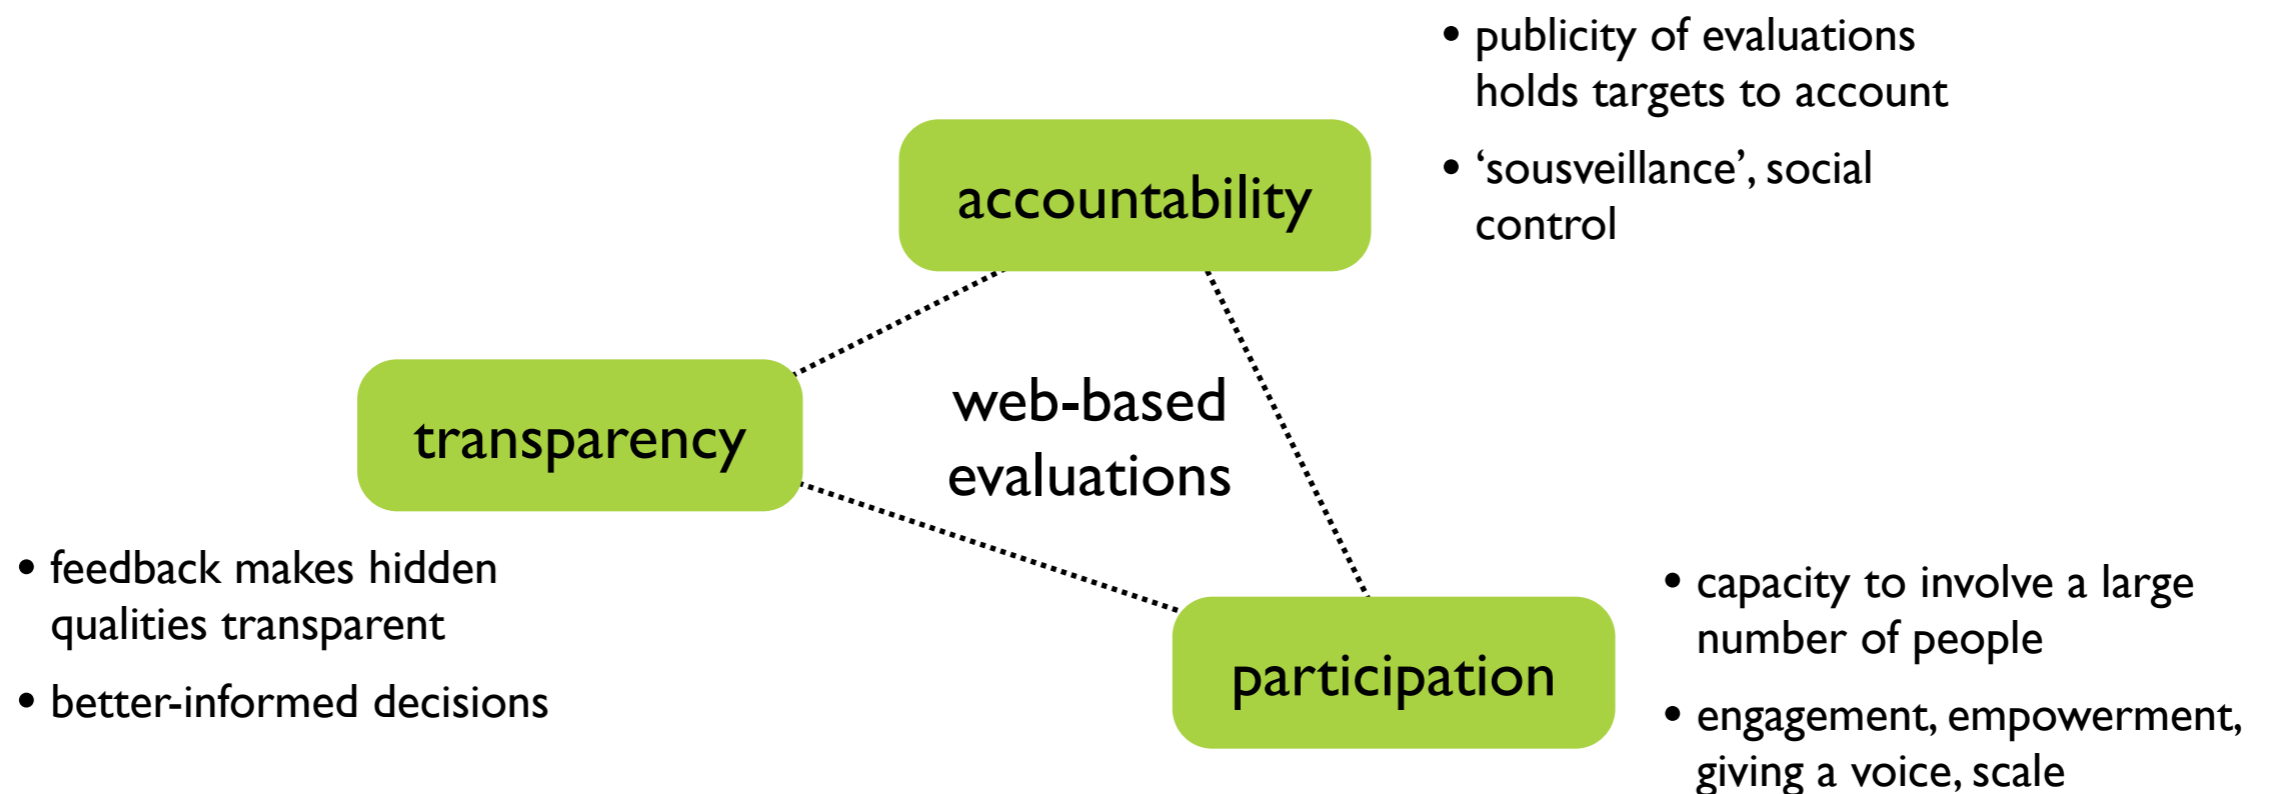 • publicity of evaluations
holds targets to account
• ‘sousveillance’, social
control
accountability
web-based
evaluations
transparency
• feedback makes hidden
qualities transparent
• better-informed decisions
participation
• capacity to involve a large
number of people
• engagement, empowerment,
giving a voice, scale